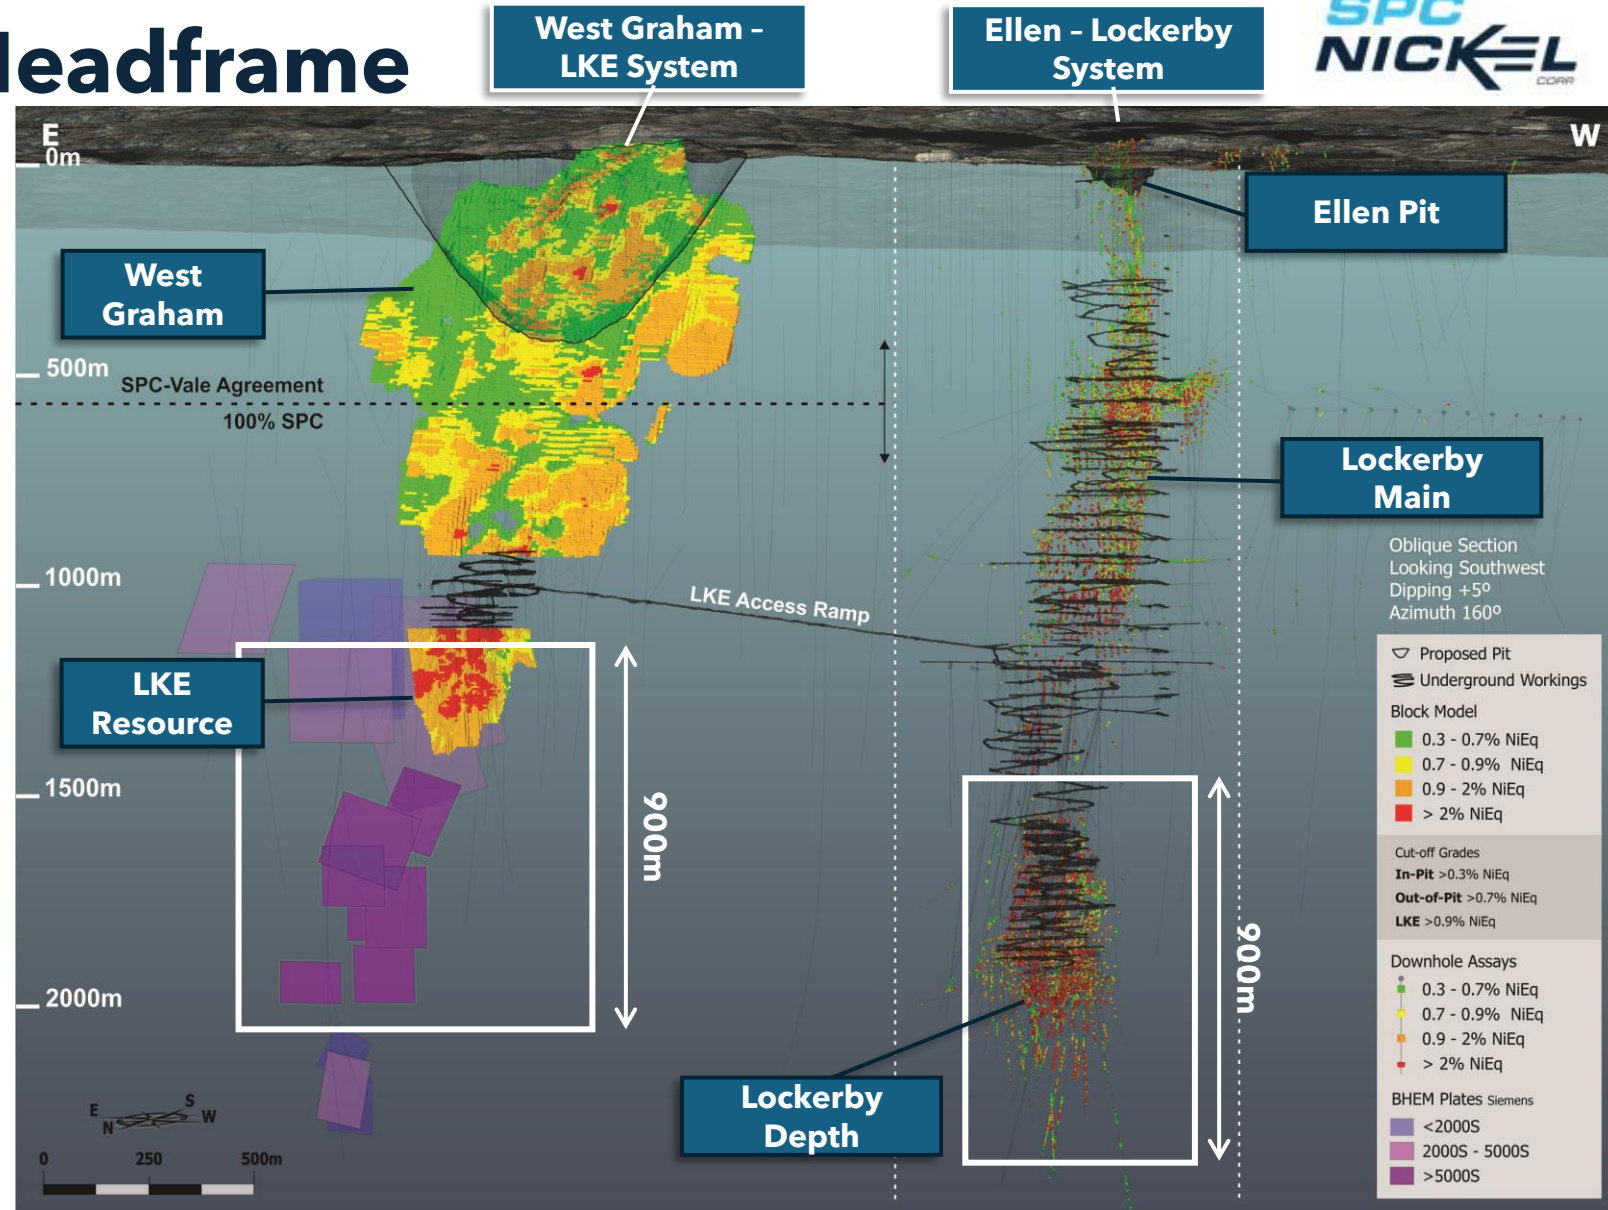 West Graham –
LKE System
Ellen – Lockerby
System
SPC
NICKEL
CORP
E
0m
W
Ellen Pit
West
Graham
500m
SPC-Vale Agreement
100% SPC
Lockerby
Main
Oblique Section
Looking Southwest
Dipping +5º
Azimuth 160º
1000m
LKE Access Ramp
LKE
Resource
1500m
900m
900m
2000m
Lockerby
Depth
Proposed Pit
Underground Workings
Block Model
0.3 - 0.7% NiEq
0.7 - 0.9% NiEq
0.9 - 2% NiEq
> 2% NiEq
Cut-off Grades
In-Pit >0.3% NiEq
Out-of-Pit >0.7% NiEq
LKE >0.9% NiEq
Downhole Assays
0.3 - 0.7% NiEq
0.7 - 0.9% NiEq
0.9 - 2% NiEq
> 2% NiEq
BHEM Plates Siemens
<2000S
2000S - 5000S
>5000S
E
S
N
W
0
250
500m